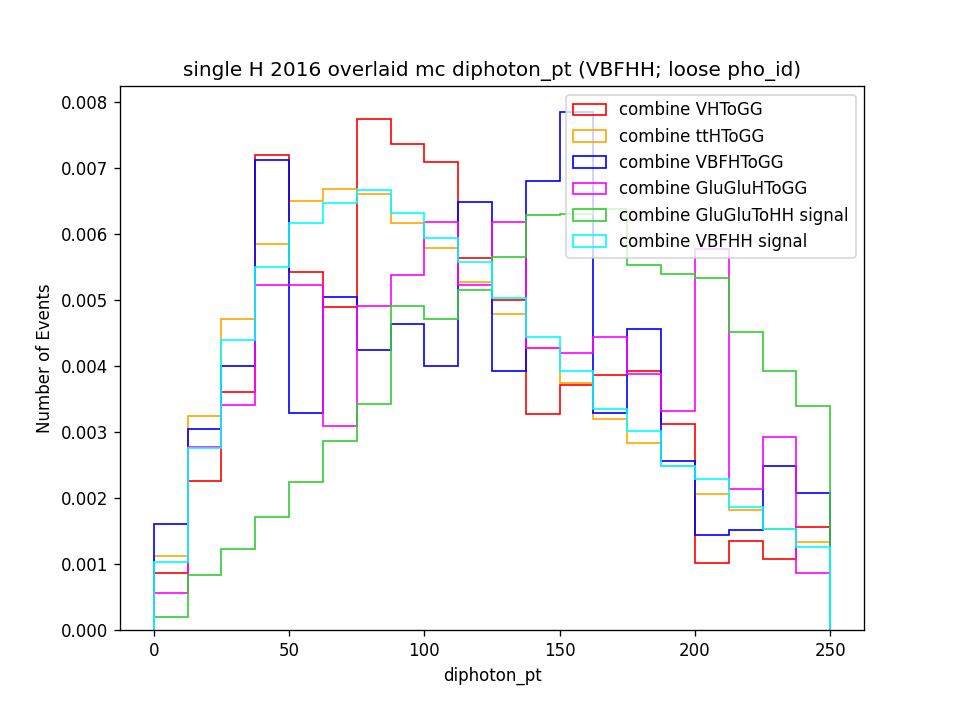 single H 2016 overlaid mc diphoton_pt (VBFHH; loose pho_id)
0.008
0.007
0.006
0.005
0.004
0.003
0.002
0.001
0.000
Number of Events
combine VHToGG
combine ttHToGG
combine VBFHToGG
combine GluGluHToGG
combine GluGluToHH signal
combine VBFHH signal
0 50 100 150 200 250
diphoton_pt